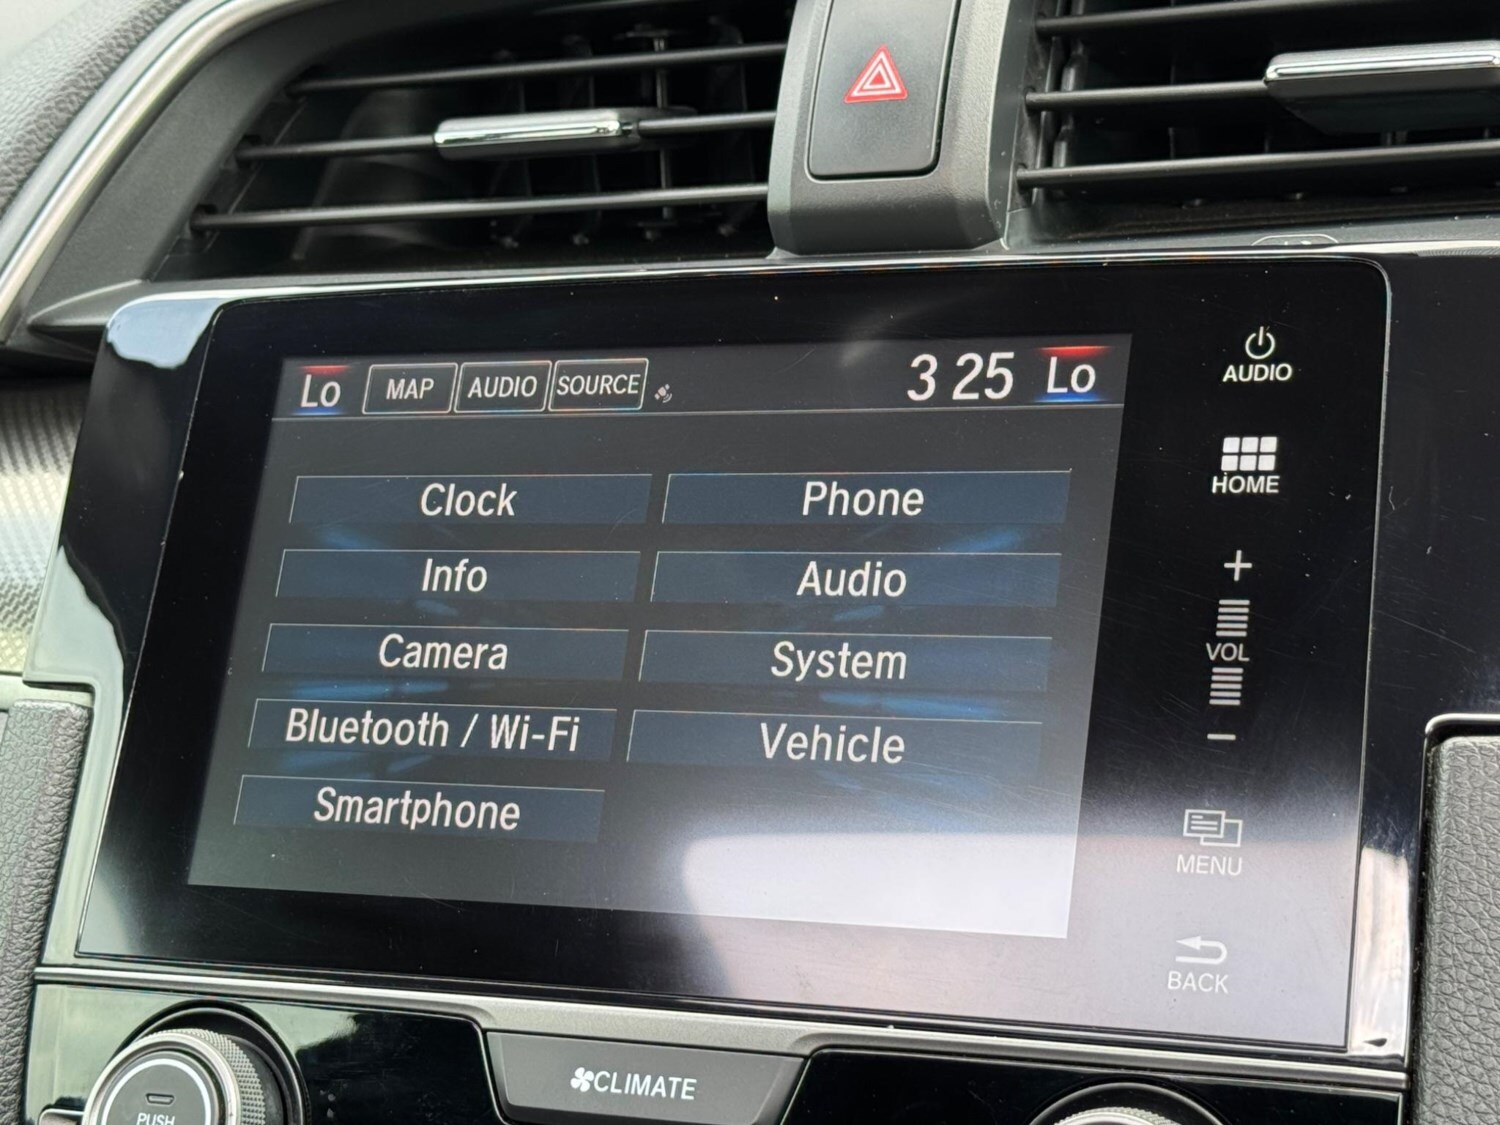 Lo MAP AUDIO SOURCE 3 25 Lo
Clock Phone
Info Audio
Camera System
Bluetooth / Wi-Fi Vehicle
Smartphone
AUDIO
HOME
+
VOL
−
MENU
BACK
CLIMATE
PUSH